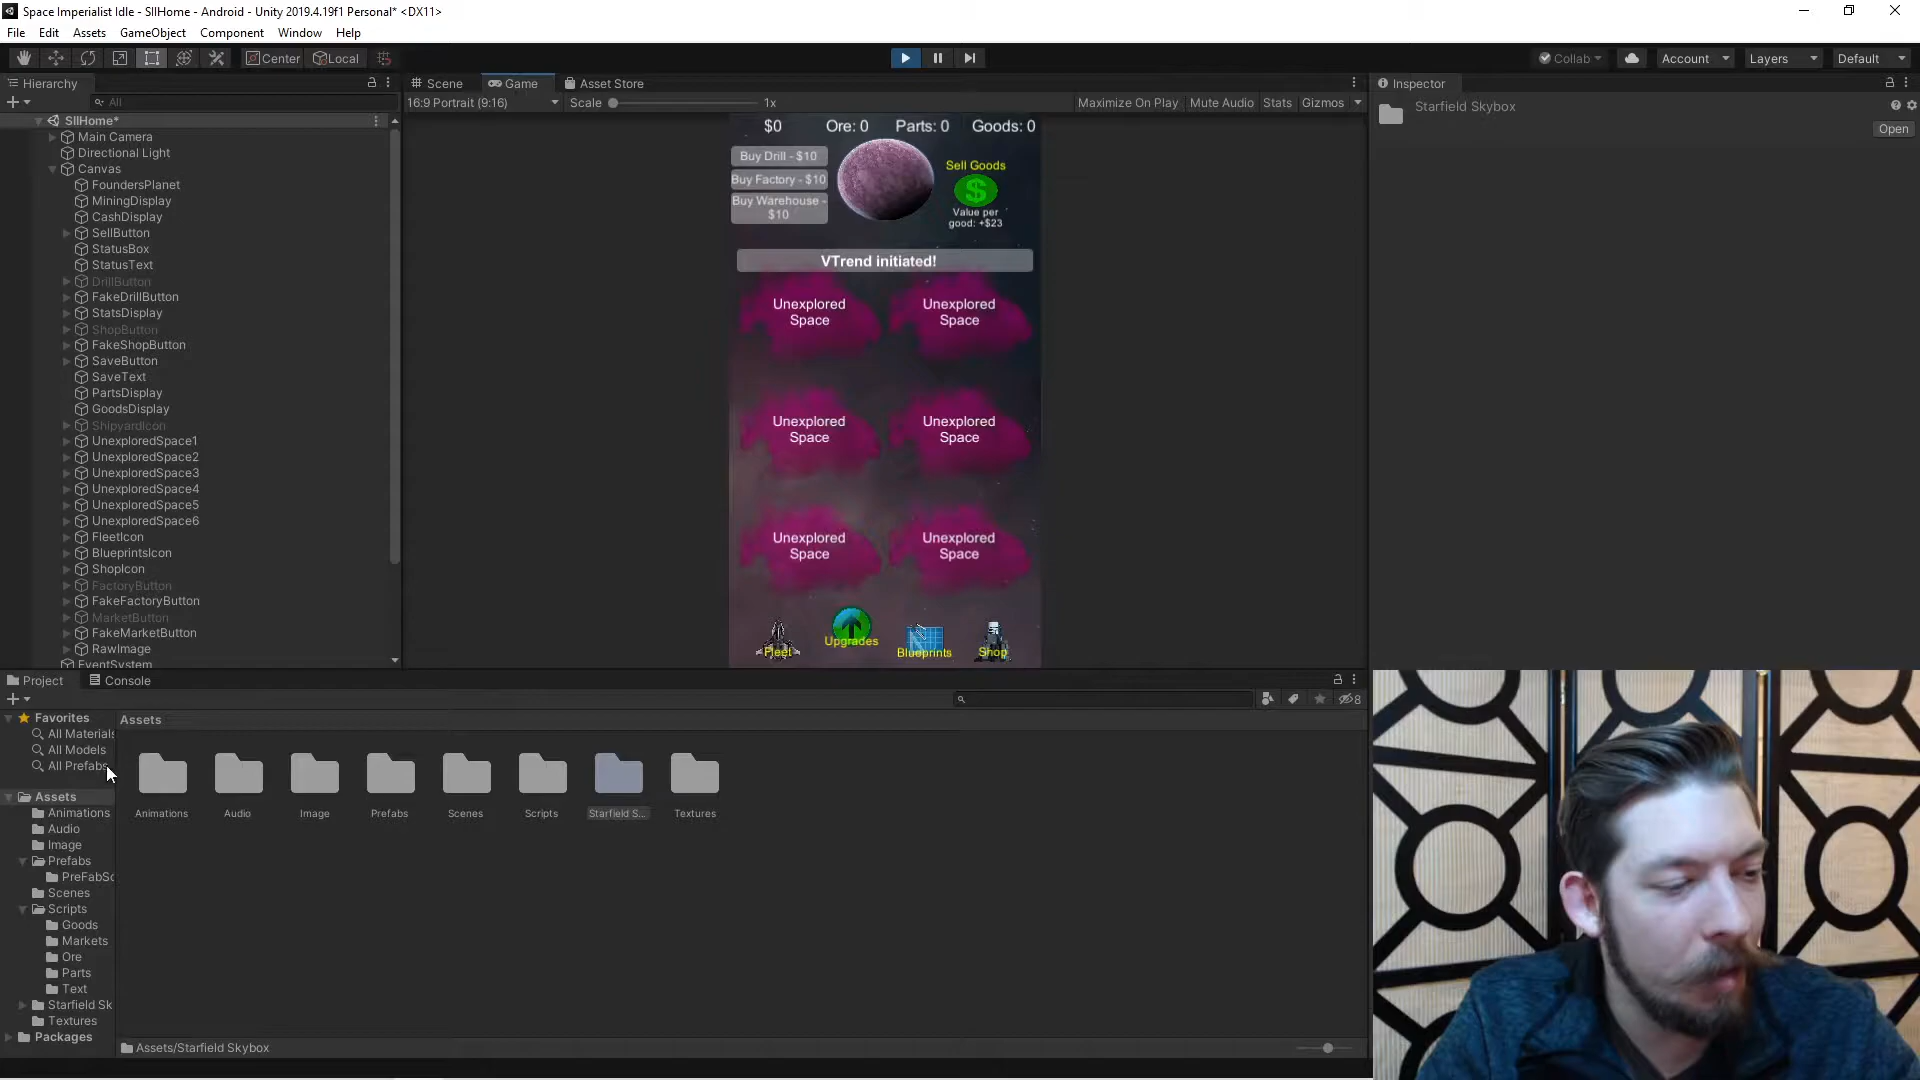 Space Imperialist Idle - SIIHome - Android - Unity 2019.4.19f1 Personal* <DX11>
File Edit Assets GameObject Component Window Help
Center Local Collab Account Layers Default
Hierarchy
All
SIIHome*
Main Camera
Directional Light
Canvas
FoundersPlanet
MiningDisplay
CashDisplay
SellButton
StatusBox
StatusText
DrillButton
FakeDrillButton
StatsDisplay
ShopButton
FakeShopButton
SaveButton
SaveText
PartsDisplay
GoodsDisplay
ShipyardIcon
UnexploredSpace1
UnexploredSpace2
UnexploredSpace3
UnexploredSpace4
UnexploredSpace5
UnexploredSpace6
FleetIcon
BlueprintsIcon
ShopIcon
FactoryButton
FakeFactoryButton
MarketButton
FakeMarketButton
RawImage
EventSystem
Scene Game Asset Store
16:9 Portrait (9:16) Scale 1x Maximize On Play Mute Audio Stats Gizmos
$0 Ore: 0 Parts: 0 Goods: 0
Buy Drill - $10
Buy Factory - $10
Buy Warehouse -
$10
Sell Goods
$
Value per
good: +$23
VTrend initiated!
Unexplored
Space
Unexplored
Space
Unexplored
Space
Unexplored
Space
Unexplored
Space
Unexplored
Space
Fleet
Upgrades
Blueprints
Shop
Inspector
Starfield Skybox
Open
Project Console
8
Favorites
All Materials
All Models
All Prefabs
Assets
Animations
Audio
Image
Prefabs
PreFabSc
Scenes
Scripts
Goods
Markets
Ore
Parts
Text
Starfield Sk
Textures
Packages
Assets
Animations
Audio
Image
Prefabs
Scenes
Scripts
Starfield S...
Textures
Assets/Starfield Skybox